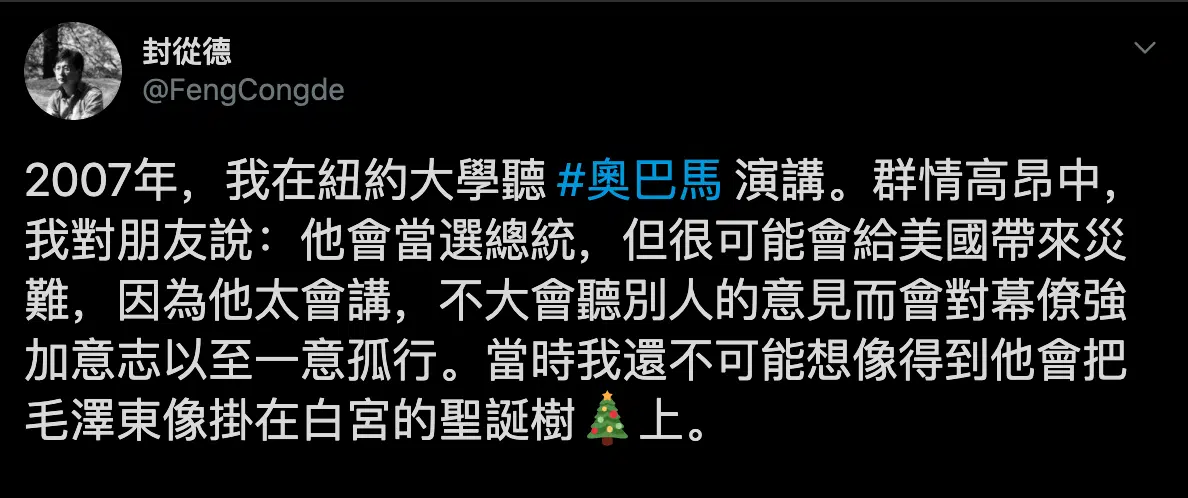 封從德
@FengCongde
2007年，我在紐約大學聽 #奧巴馬 演講。群情高昂中，
我對朋友說：他會當選總統，但很可能會給美國帶來災
難，因為他太會講，不大會聽別人的意見而會對幕僚強
加意志以至一意孤行。當時我還不可能想像得到他會把
毛澤東像掛在白宮的聖誕樹🎄上。